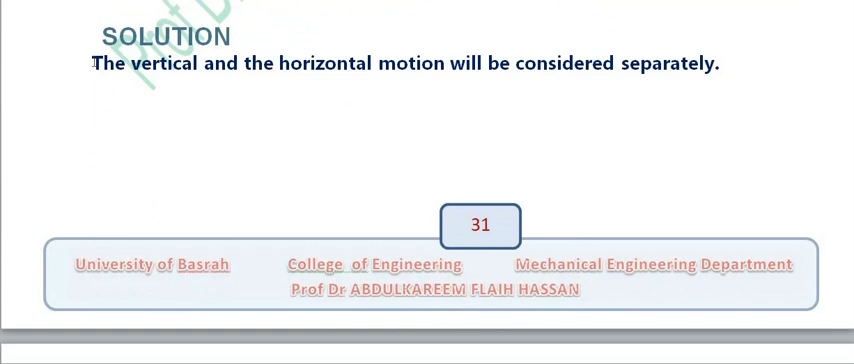 SOLUTION
The vertical and the horizontal motion will be considered separately.
31
University of Basrah College of Engineering Mechanical Engineering Department
Prof Dr ABDULKAREEM FLAIH HASSAN